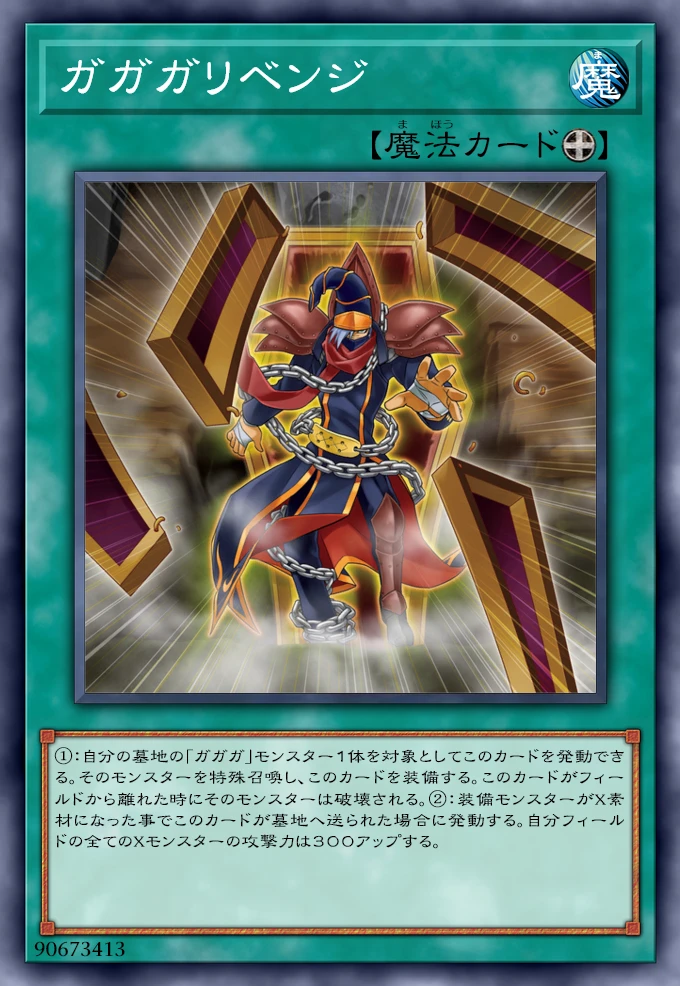 ガガガリベンジ
ま
魔
ま ほう
【魔法カード】
①：自分の墓地の「ガガガ」モンスター１体を対象としてこのカードを発動でき
る。そのモンスターを特殊召喚し、このカードを装備する。このカードがフィー
ルドから離れた時にそのモンスターは破壊される。②：装備モンスターがX素
材になった事でこのカードが墓地へ送られた場合に発動する。自分フィール
ドの全てのXモンスターの攻撃力は３００アップする。
90673413